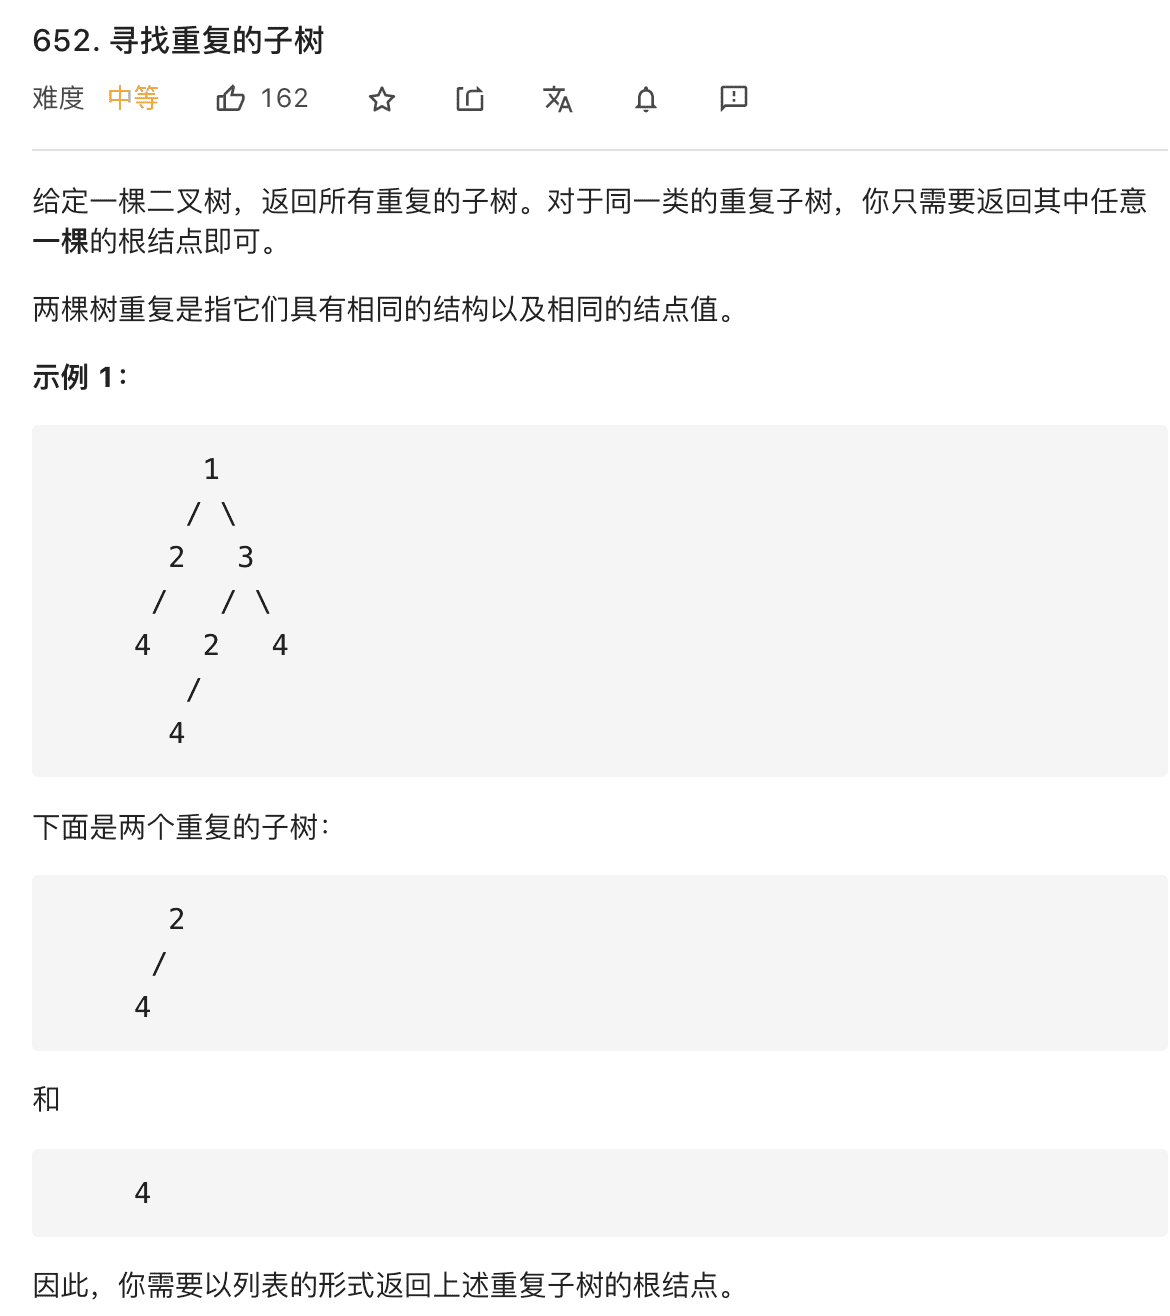 652. 寻找重复的子树
难度 中等 162
给定一棵二叉树，返回所有重复的子树。对于同一类的重复子树，你只需要返回其中任意
一棵的根结点即可。
两棵树重复是指它们具有相同的结构以及相同的结点值。
示例 1：
1
/ \
2 3
/ / \
4 2 4
/
4
下面是两个重复的子树：
2
/
4
和
4
因此，你需要以列表的形式返回上述重复子树的根结点。